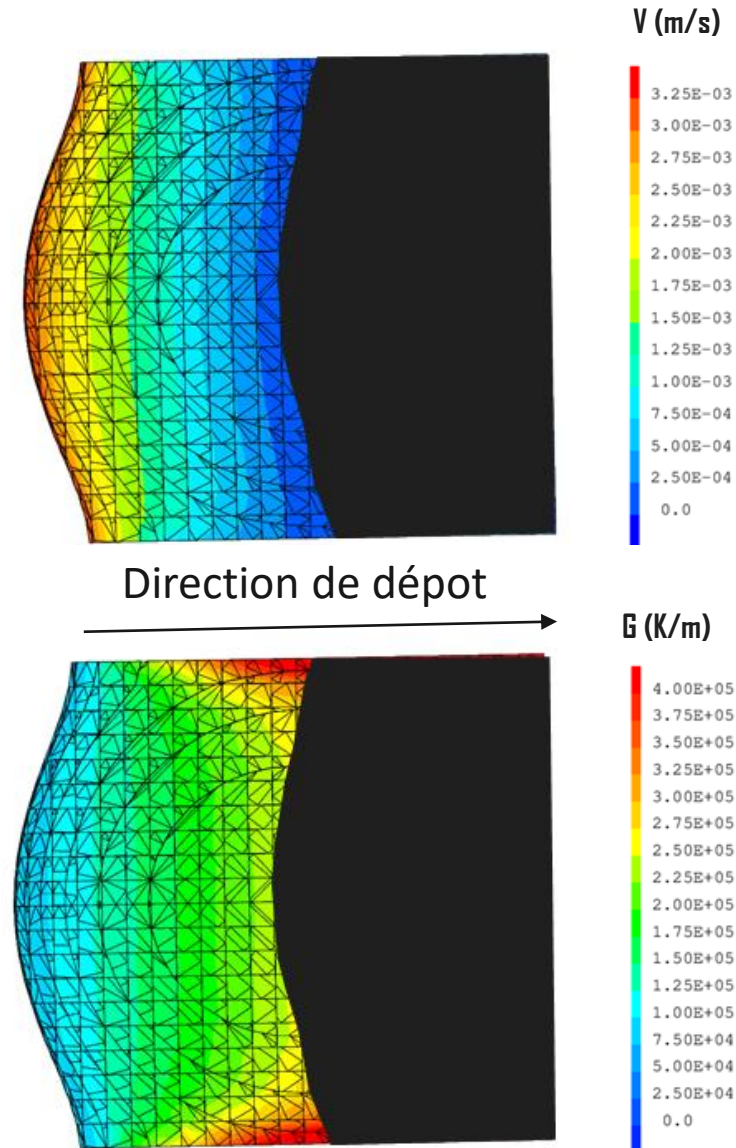 V (m/s)
3.25E-03
3.00E-03
2.75E-03
2.50E-03
2.25E-03
2.00E-03
1.75E-03
1.50E-03
1.25E-03
1.00E-03
7.50E-04
5.00E-04
2.50E-04
0.0
Direction de dépot
G (K/m)
4.00E+05
3.75E+05
3.50E+05
3.25E+05
3.00E+05
2.75E+05
2.50E+05
2.25E+05
2.00E+05
1.75E+05
1.50E+05
1.25E+05
1.00E+05
7.50E+04
5.00E+04
2.50E+04
0.0